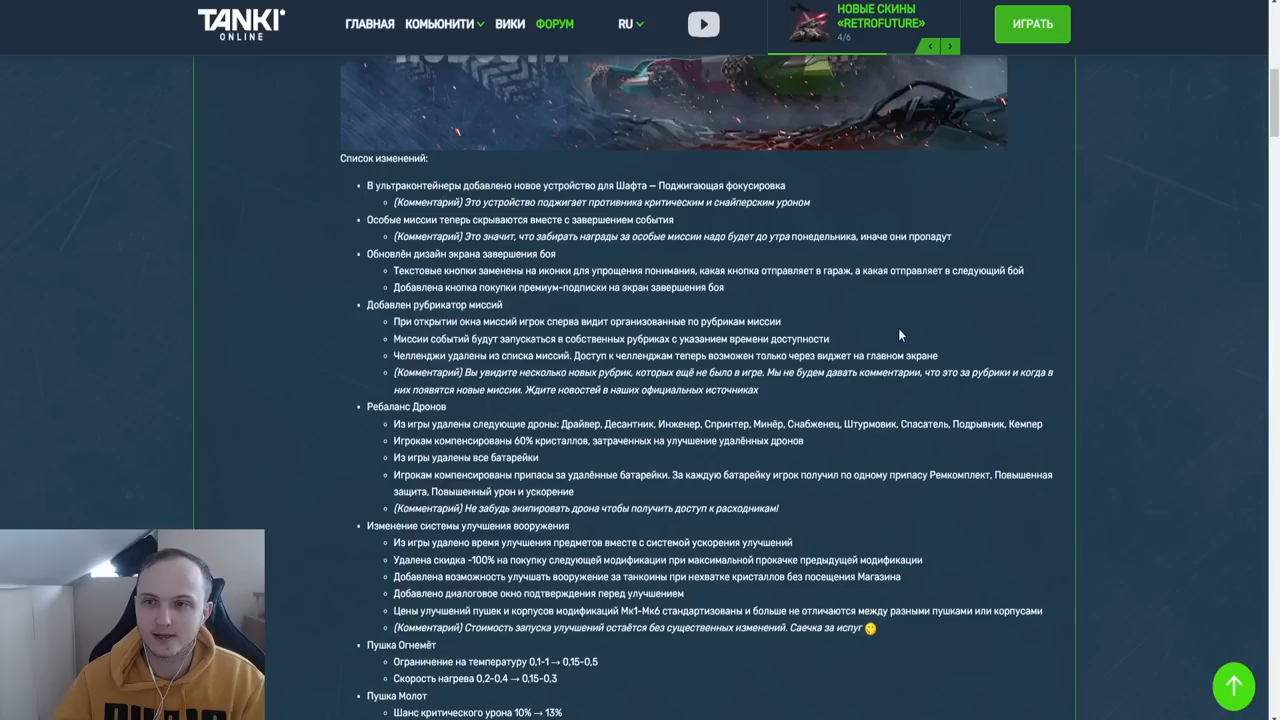 TANKI
ONLINE
ГЛАВНАЯ
КОМЬЮНИТИ
ВИКИ
ФОРУМ
RU
НОВЫЕ СКИНЫ
«RETROFUTURE»
4/6
ИГРАТЬ
Список изменений:
В ультраконтейнеры добавлено новое устройство для Шафта — Поджигающая фокусировка
(Комментарий) Это устройство поджигает противника критическим и снайперским уроном
Особые миссии теперь скрываются вместе с завершением события
(Комментарий) Это значит, что забирать награды за особые миссии надо будет до утра понедельника, иначе они пропадут
Обновлён дизайн экрана завершения боя
Текстовые кнопки заменены на иконки для упрощения понимания, какая кнопка отправляет в гараж, а какая отправляет в следующий бой
Добавлена кнопка покупки премиум-подписки на экран завершения боя
Добавлен рубрикатор миссий
При открытии окна миссий игрок сперва видит организованные по рубрикам миссии
Миссии событий будут запускаться в собственных рубриках с указанием времени доступности
Челленджи удалены из списка миссий. Доступ к челленджам теперь возможен только через виджет на главном экране
(Комментарий) Вы увидите несколько новых рубрик, которых ещё не было в игре. Мы не будем давать комментарии, что это за рубрики и когда в
них появятся новые миссии. Ждите новостей в наших официальных источниках
Ребаланс Дронов
Из игры удалены следующие дроны: Драйвер, Десантник, Инженер, Спринтер, Минёр, Снабженец, Штурмовик, Спасатель, Подрывник, Кемпер
Игрокам компенсированы 60% кристаллов, затраченных на улучшение удалённых дронов
Из игры удалены все батарейки
Игрокам компенсированы припасы за удалённые батарейки. За каждую батарейку игрок получил по одному припасу Ремкомплект, Повышенная
защита, Повышенный урон и ускорение
(Комментарий) Не забудь экипировать дрона чтобы получить доступ к расходникам!
Изменение системы улучшения вооружения
Из игры удалено время улучшения предметов вместе с системой ускорения улучшений
Удалена скидка -100% на покупку следующей модификации при максимальной прокачке предыдущей модификации
Добавлена возможность улучшать вооружение за танкоины при нехватке кристаллов без посещения Магазина
Добавлено диалоговое окно подтверждения перед улучшением
Цены улучшений пушек и корпусов модификаций Мк1-Мк6 стандартизованы и больше не отличаются между разными пушками или корпусами
(Комментарий) Стоимость запуска улучшений остаётся без существенных изменений. Саечка за испуг
Пушка Огнемёт
Ограничение на температуру 0,1-1 → 0,15-0,5
Скорость нагрева 0,2-0,4 → 0,15-0,3
Пушка Молот
Шанс критического урона 10% → 13%